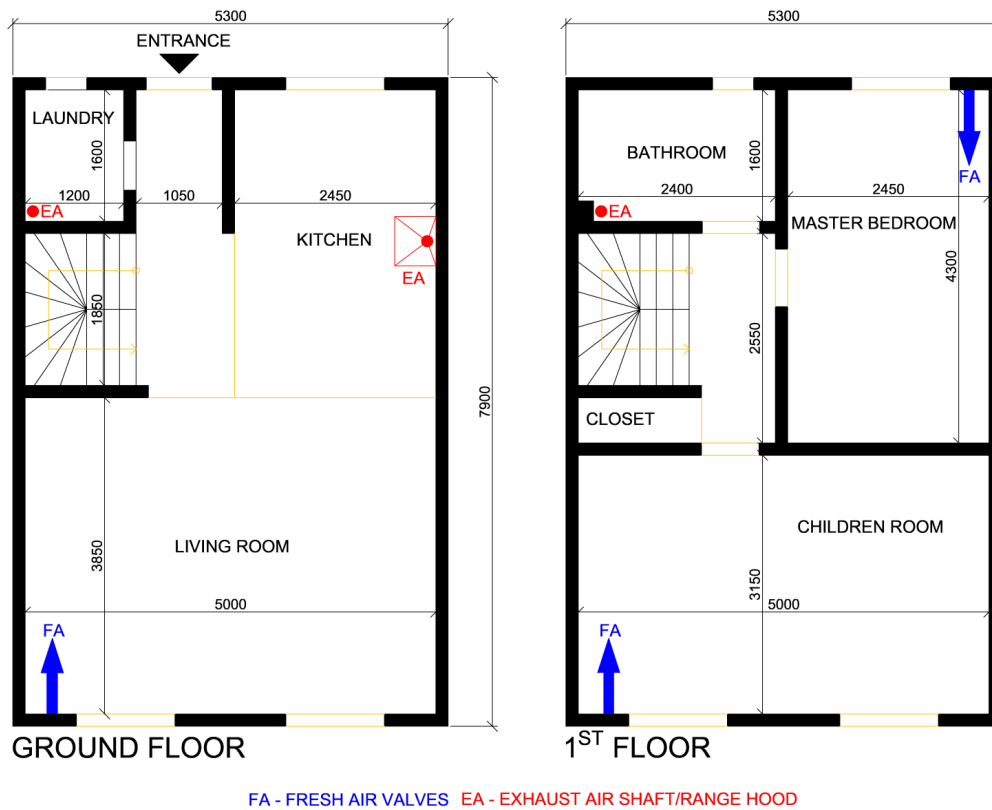 5300
5300
ENTRANCE
LAUNDRY
1600
1200
1050
2450
EA
KITCHEN
EA
1850
7900
LIVING ROOM
3850
5000
FA
GROUND FLOOR
BATHROOM
1600
2400
2450
FA
EA
MASTER BEDROOM
4300
2550
CLOSET
CHILDREN ROOM
3150
5000
FA
1ST FLOOR
FA - FRESH AIR VALVES EA - EXHAUST AIR SHAFT/RANGE HOOD